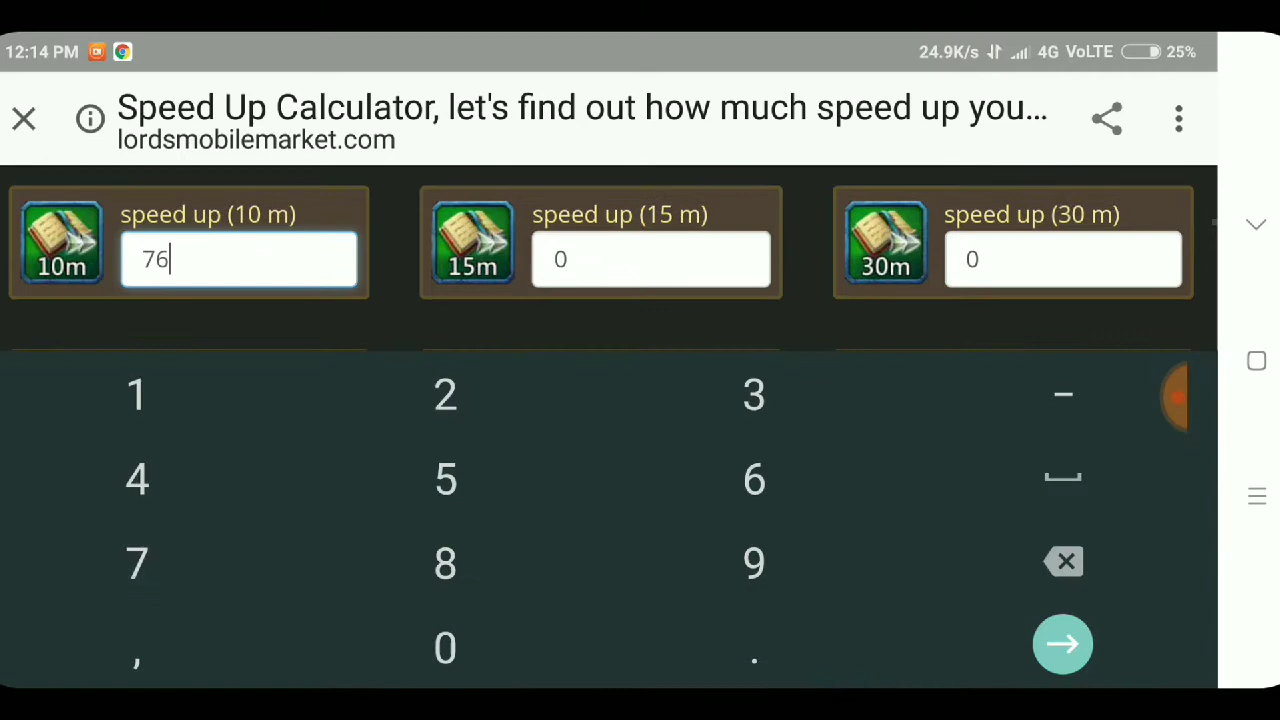 12:14 PM 24.9K/s 4G VoLTE 25%
Speed Up Calculator, let's find out how much speed up you...
lordsmobilemarket.com
speed up (10 m) speed up (15 m) speed up (30 m)
10m 76 15m 0 30m 0
1 2 3 -
4 5 6
7 8 9
, 0 .